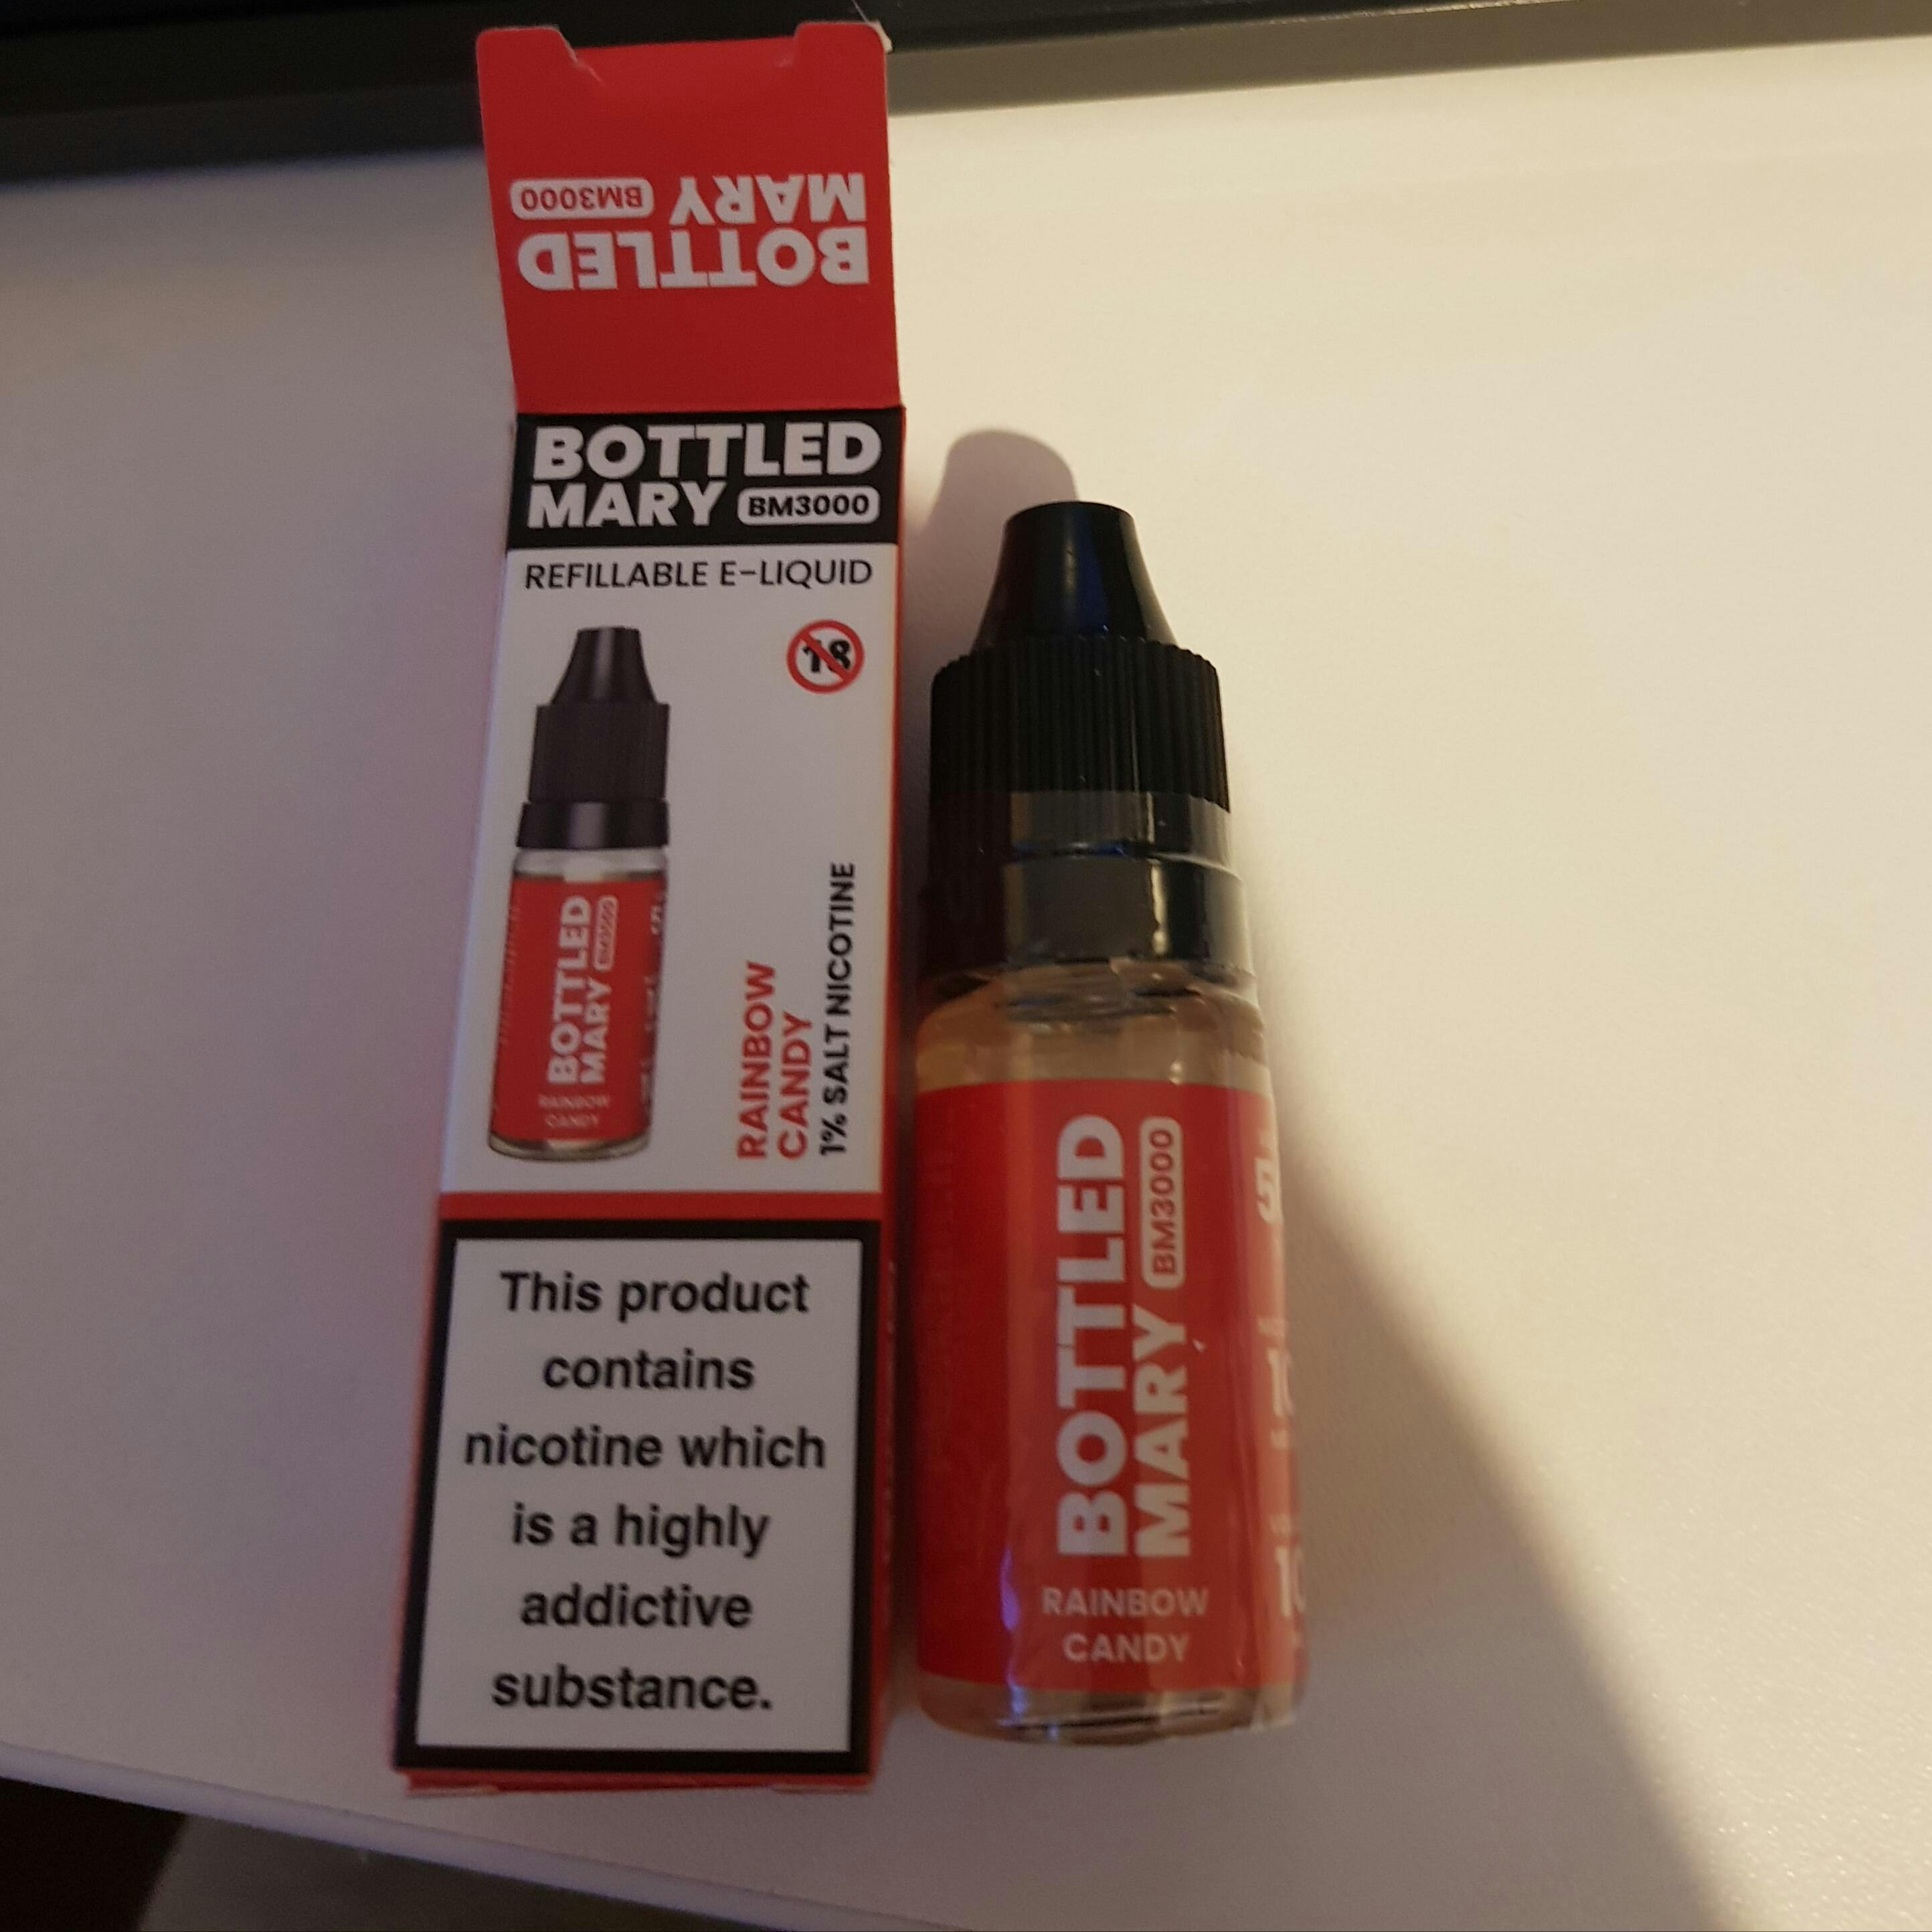 BOTTLED
MARY BM3000
BOTTLED
MARY BM3000
REFILLABLE E-LIQUID
18
BOTTLED
MARY BM3000
RAINBOW
CANDY
RAINBOW
CANDY
1% SALT NICOTINE
This product
contains
nicotine which
is a highly
addictive
substance.
BOTTLED
MARY BM3000
RAINBOW
CANDY